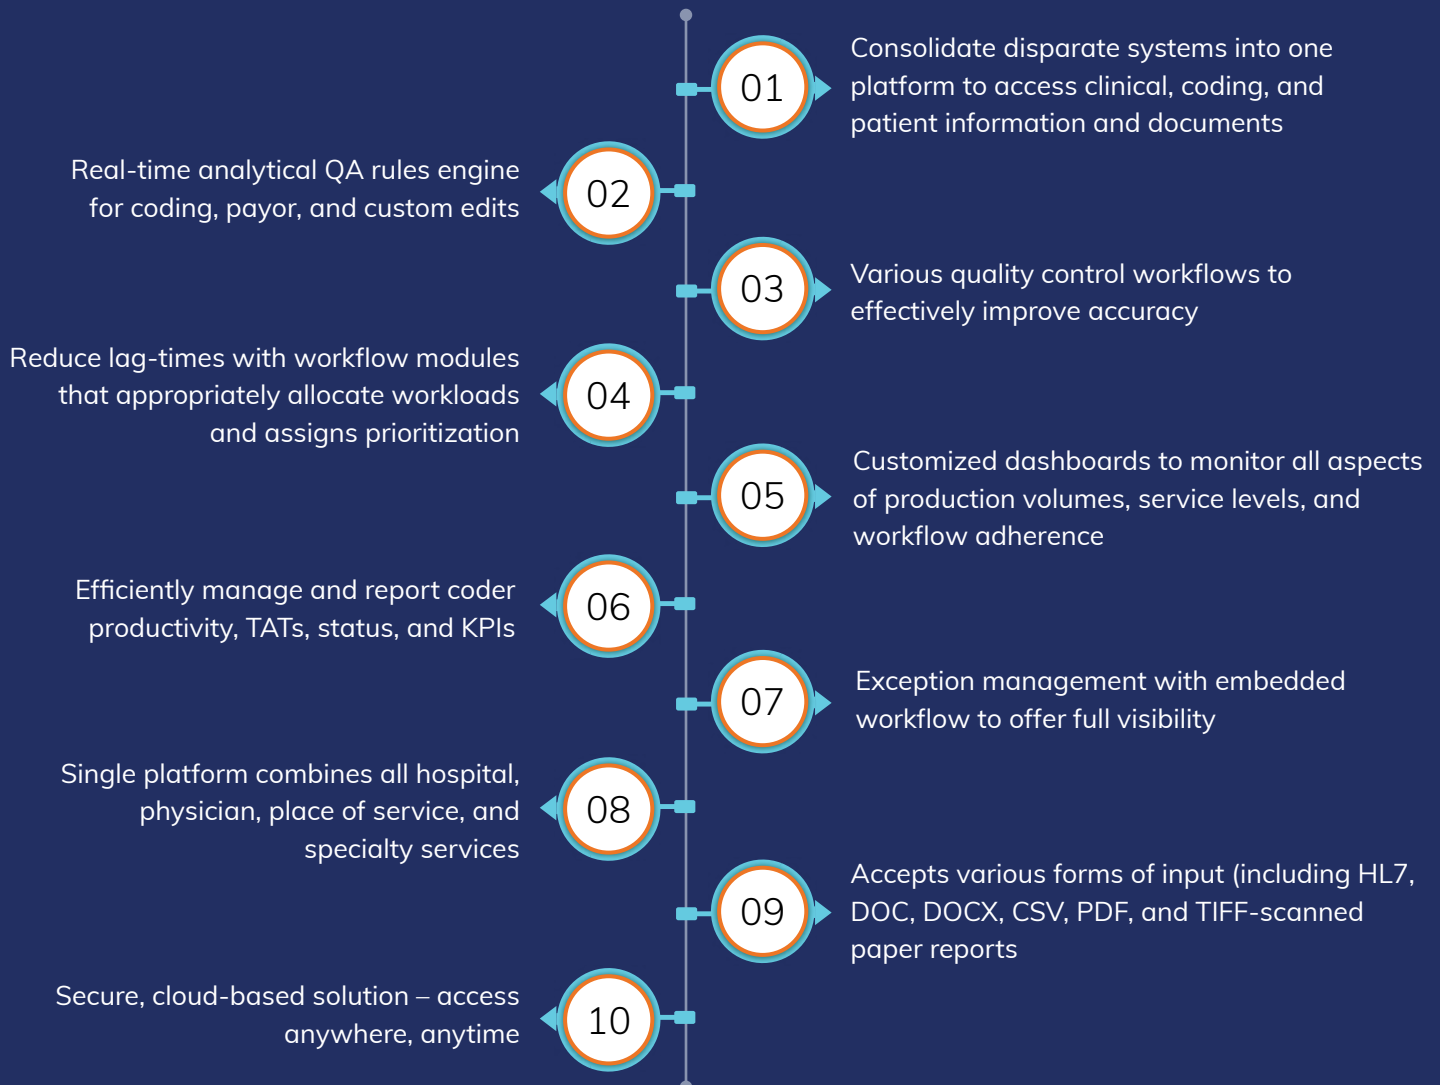 01
Consolidate disparate systems into one
platform to access clinical, coding, and
patient information and documents
02
Real-time analytical QA rules engine
for coding, payor, and custom edits
03
Various quality control workflows to
effectively improve accuracy
04
Reduce lag-times with workflow modules
that appropriately allocate workloads
and assigns prioritization
05
Customized dashboards to monitor all aspects
of production volumes, service levels, and
workflow adherence
06
Efficiently manage and report coder
productivity, TATs, status, and KPIs
07
Exception management with embedded
workflow to offer full visibility
08
Single platform combines all hospital,
physician, place of service, and
specialty services
09
Accepts various forms of input (including HL7,
DOC, DOCX, CSV, PDF, and TIFF-scanned
paper reports
10
Secure, cloud-based solution – access
anywhere, anytime